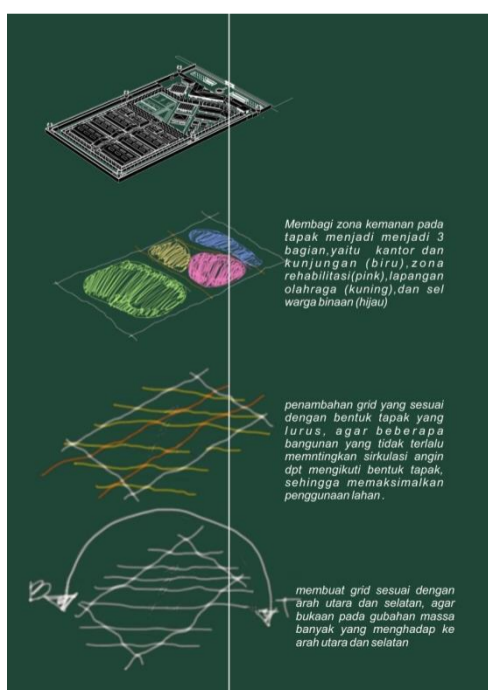 Membagi zona kemanan pada
tapak menjadi menjadi 3
bagian,yaitu kantor dan
kunjungan (biru),zona
rehabilitasi(pink),lapangan
olahraga (kuning),dan sel
warga binaan (hijau)
penambahan grid yang sesuai
dengan bentuk tapak yang
lurus, agar beberapa
bangunan yang tidak terlalu
memntingkan sirkulasi angin
dpt mengikuti bentuk tapak,
sehingga memaksimalkan
penggunaan lahan .
B
T
membuat grid sesuai dengan
arah utara dan selatan, agar
bukaan pada gubahan massa
banyak yang menghadap ke
arah utara dan selatan